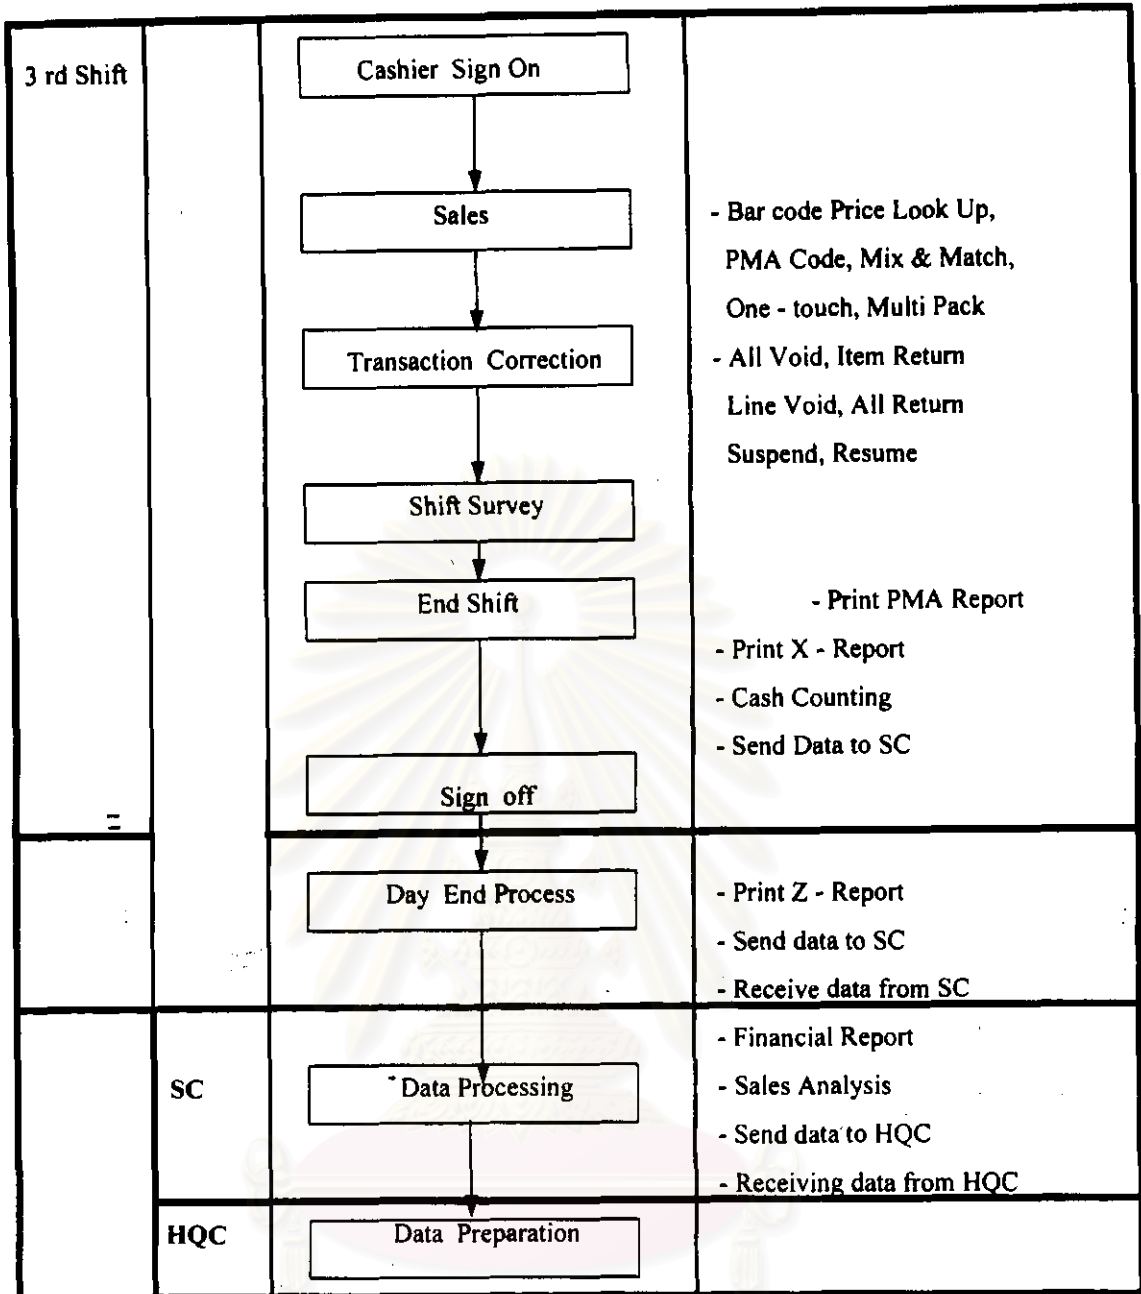 3 rd Shift
Cashier Sign On
Sales
- Bar code Price Look Up,
PMA Code, Mix & Match,
One - touch, Multi Pack
Transaction Correction
- All Void, Item Return
Line Void, All Return
Suspend, Resume
Shift Survey
End Shift
- Print PMA Report
- Print X - Report
- Cash Counting
- Send Data to SC
Sign off
Day End Process
- Print Z - Report
- Send data to SC
- Receive data from SC
SC
Data Processing
- Financial Report
- Sales Analysis
- Send data to HQC
- Receiving data from HQC
HQC
Data Preparation